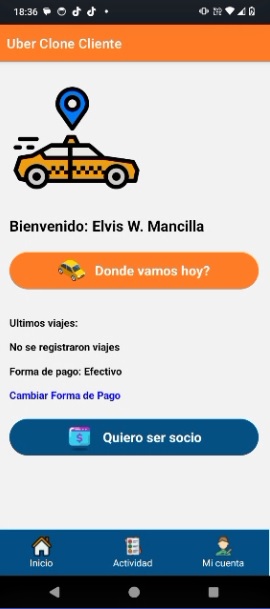 18:36
Uber Clone Cliente
Bienvenido: Elvis W. Mancilla
Donde vamos hoy?
Ultimos viajes:
No se registraron viajes
Forma de pago: Efectivo
Cambiar Forma de Pago
$ Quiero ser socio
Inicio Actividad Mi cuenta